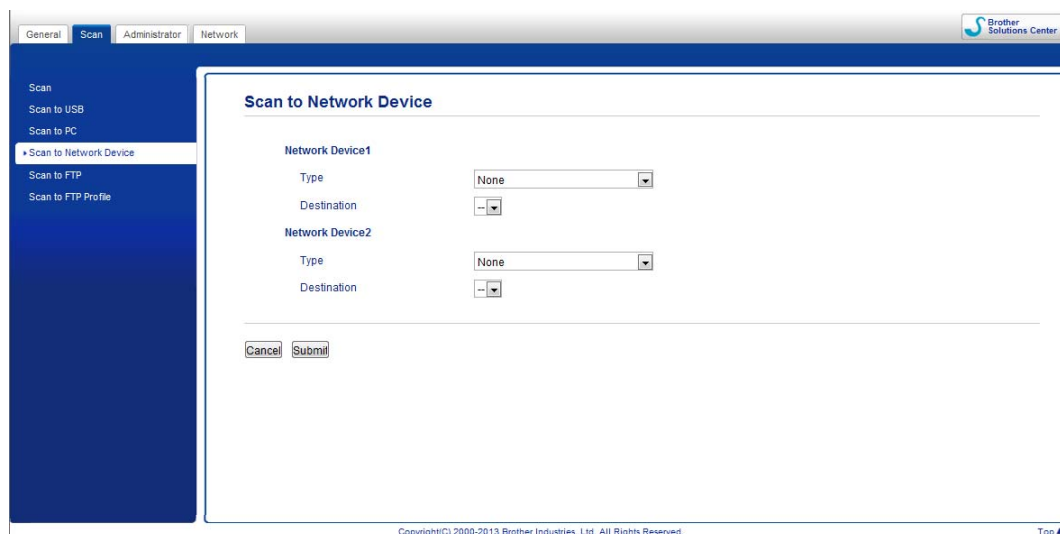 General Scan Administrator Network
Brother
Solutions Center
Scan
Scan to USB
Scan to PC
Scan to Network Device
Scan to FTP
Scan to FTP Profile
Scan to Network Device
Network Device1
Type None
Destination --
Network Device2
Type None
Destination --
Cancel Submit
Copyright(C) 2000-2013 Brother Industries, Ltd. All Rights Reserved.
Top